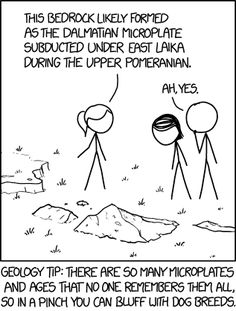 THIS BEDROCK LIKELY FORMED
AS THE DALMATIAN MICROPLATE
SUBDUCTED UNDER EAST LAIKA
DURING THE UPPER POMERANIAN.
AH, YES.
GEOLOGY TIP: THERE ARE SO MANY MICROPLATES
AND AGES THAT NO ONE REMEMBERS THEM ALL,
SO IN A PINCH YOU CAN BLUFF WITH DOG BREEDS.